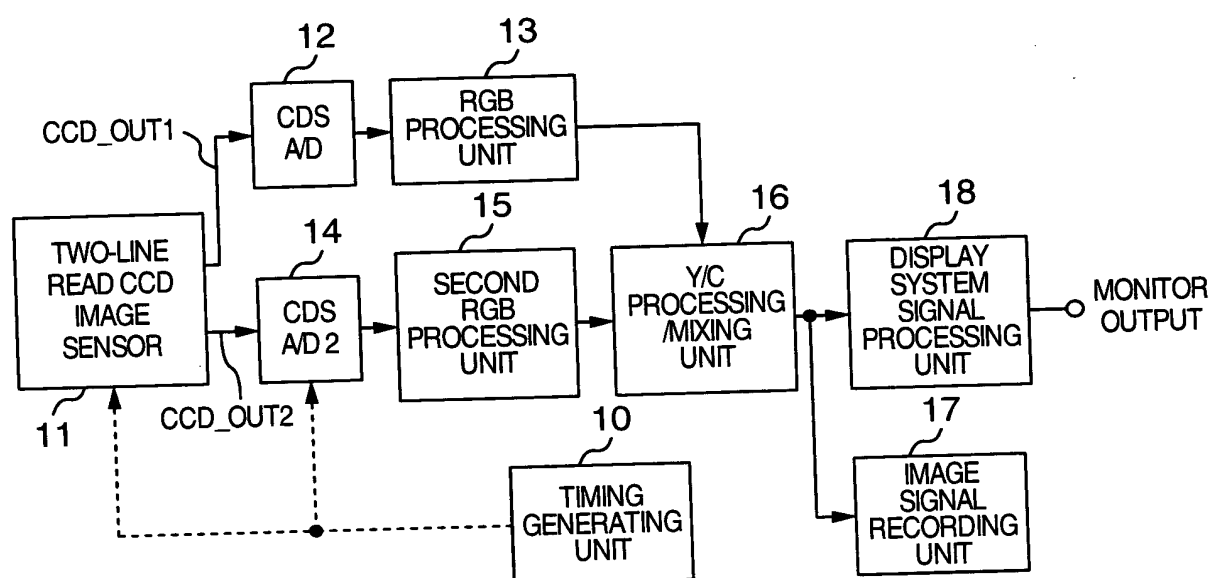 12
CDS
A/D
13
RGB
PROCESSING
UNIT
CCD_OUT1
TWO-LINE
READ CCD
IMAGE
SENSOR
11
14
CDS
A/D 2
CCD_OUT2
15
SECOND
RGB
PROCESSING
UNIT
16
Y/C
PROCESSING
/MIXING
UNIT
18
DISPLAY
SYSTEM
SIGNAL
PROCESSING
UNIT
MONITOR
OUTPUT
10
TIMING
GENERATING
UNIT
17
IMAGE
SIGNAL
RECORDING
UNIT